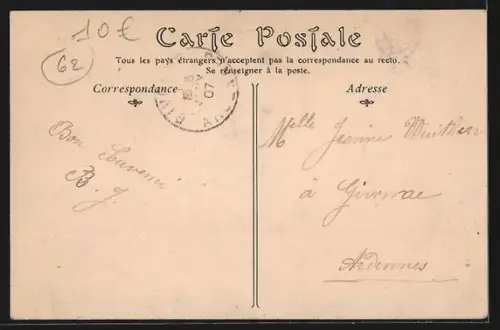 10€
62
Carte Postale
Tous les pays étrangers n'acceptent pas la correspondance au recto.
Se renseigner à la poste.
Correspondance
Adresse
07
Bon Souvenir
B. J.
Melle Jeanne
à
Ardennes